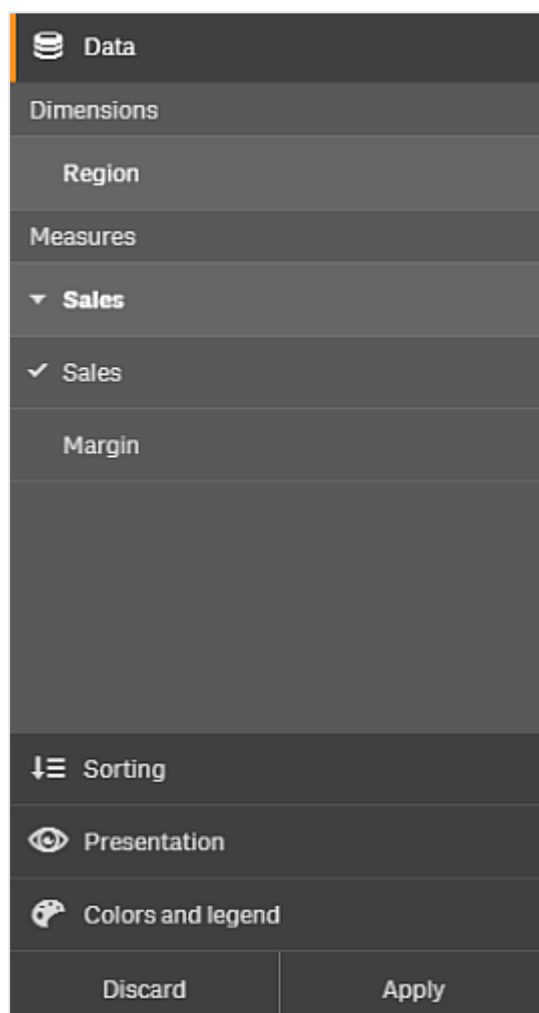 Data
Dimensions
Region
Measures
Sales
Sales
Margin
Sorting
Presentation
Colors and legend
Discard Apply